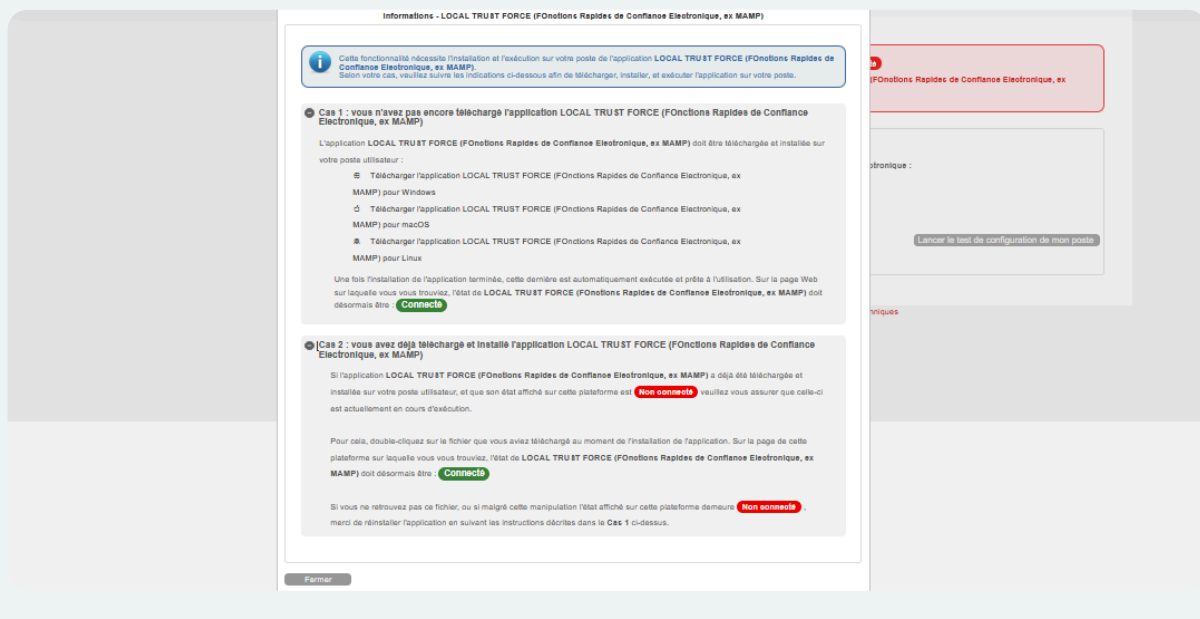 Informations - LOCAL TRUST FORCE (FOnctions Rapides de Confiance Electronique, ex MAMP)
Cette fonctionnalité nécessite l'installation et l'exécution sur votre poste de l'application LOCAL TRUST FORCE (FOnctions Rapides de
Confiance Electronique, ex MAMP).
Selon votre cas, veuillez suivre les indications ci-dessous afin de télécharger, installer, et exécuter l'application sur votre poste.
Cas 1 : vous n'avez pas encore téléchargé l'application LOCAL TRUST FORCE (FOnctions Rapides de Confiance
Electronique, ex MAMP)
L'application LOCAL TRUST FORCE (FOnctions Rapides de Confiance Electronique, ex MAMP) doit être téléchargée et installée sur
votre poste utilisateur :
Télécharger l'application LOCAL TRUST FORCE (FOnctions Rapides de Confiance Electronique, ex
MAMP) pour Windows
Télécharger l'application LOCAL TRUST FORCE (FOnctions Rapides de Confiance Electronique, ex
MAMP) pour macOS
Télécharger l'application LOCAL TRUST FORCE (FOnctions Rapides de Confiance Electronique, ex
MAMP) pour Linux
Une fois l'installation de l'application terminée, cette dernière est automatiquement exécutée et prête à l'utilisation. Sur la page Web
sur laquelle vous vous trouviez, l'état de LOCAL TRUST FORCE (FOnctions Rapides de Confiance Electronique, ex MAMP) doit
désormais être : Connecté
Cas 2 : vous avez déjà téléchargé et installé l'application LOCAL TRUST FORCE (FOnctions Rapides de Confiance
Electronique, ex MAMP)
Si l'application LOCAL TRUST FORCE (FOnctions Rapides de Confiance Electronique, ex MAMP) a déjà été téléchargée et
installée sur votre poste utilisateur, et que son état affiché sur cette plateforme est Non connecté veuillez vous assurer que celle-ci
est actuellement en cours d'exécution.
Pour cela, double-cliquez sur le fichier que vous aviez téléchargé au moment de l'installation de l'application. Sur la page de cette
plateforme sur laquelle vous vous trouviez, l'état de LOCAL TRUST FORCE (FOnctions Rapides de Confiance Electronique, ex
MAMP) doit désormais être : Connecté
Si vous ne retrouvez pas ce fichier, ou si malgré cette manipulation l'état affiché sur cette plateforme demeure Non connecté ,
merci de réinstaller l'application en suivant les instructions décrites dans le Cas 1 ci-dessus.
Fermer
té
(FOnctions Rapides de Confiance Electronique, ex
ctronique :
Lancer le test de configuration de mon poste
hniques